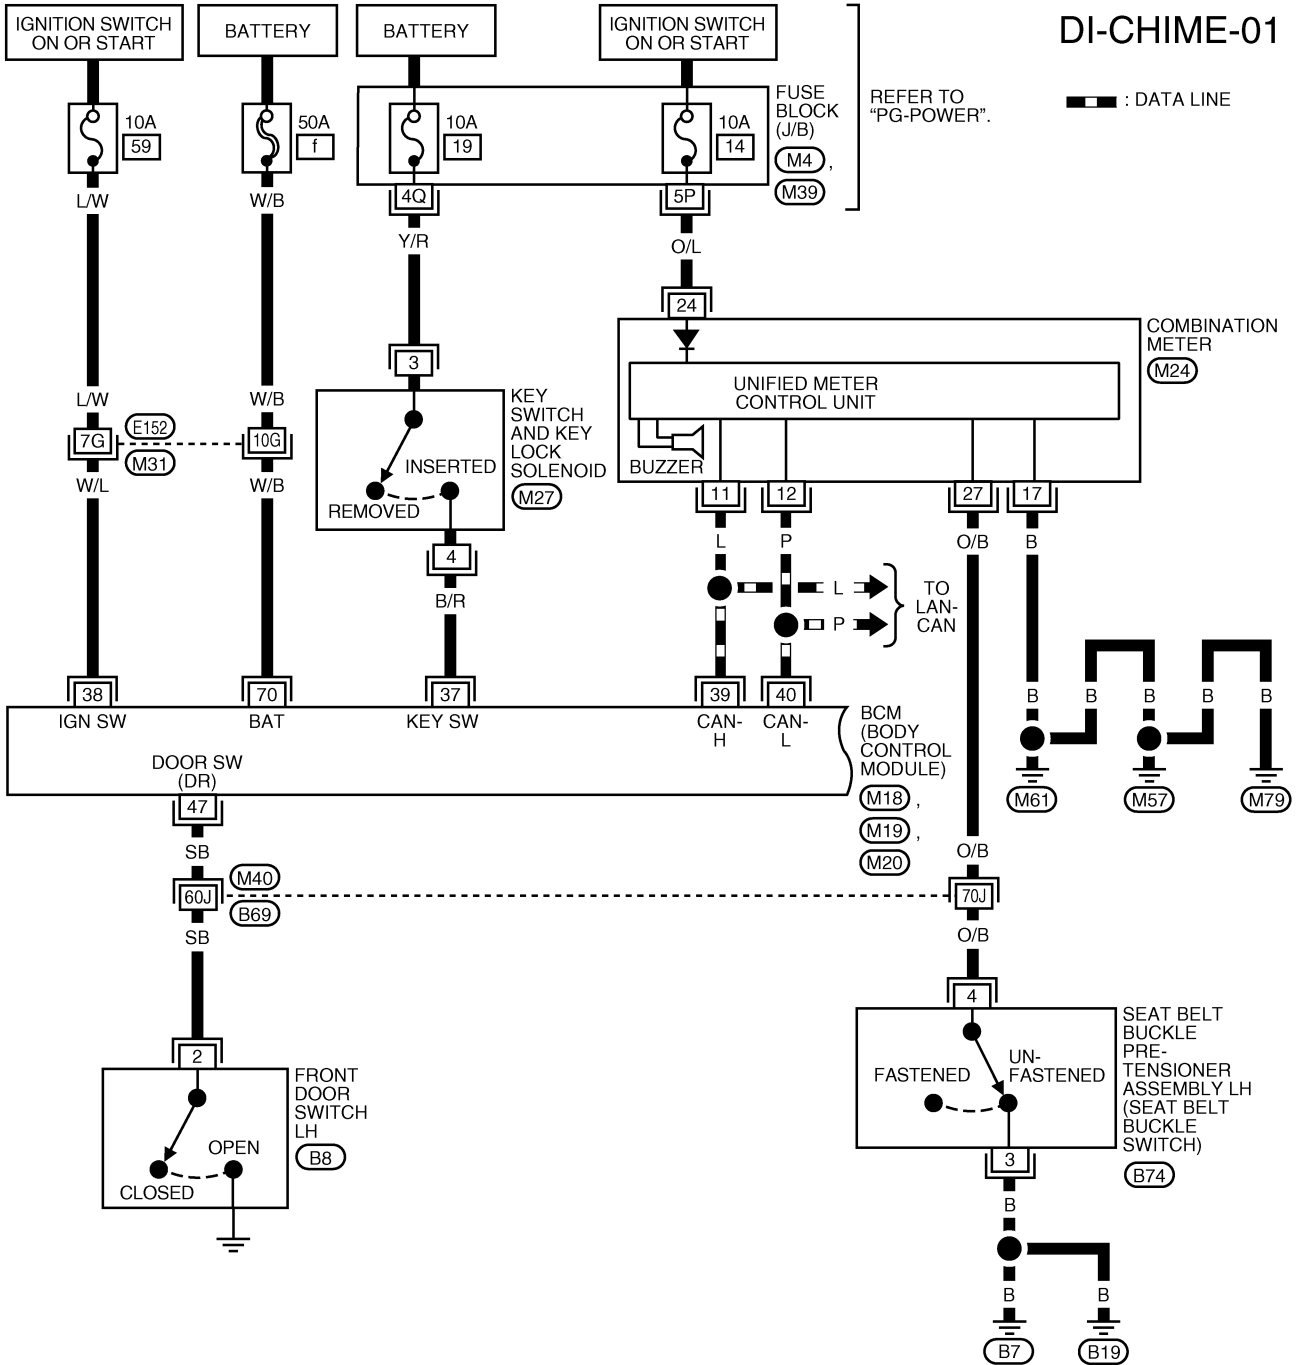 DI-CHIME-01
IGNITION SWITCH
ON OR START
BATTERY
BATTERY
IGNITION SWITCH
ON OR START
: DATA LINE
REFER TO
“PG-POWER”.
FUSE
BLOCK
(J/B)
M4 ,
M39
10A
59
50A
f
10A
19
10A
14
4Q
5P
L/W
W/B
Y/R
O/L
24
COMBINATION
METER
M24
UNIFIED METER
CONTROL UNIT
BUZZER
11
12
27
17
3
KEY
SWITCH
AND KEY
LOCK
SOLENOID
M27
INSERTED
REMOVED
4
B/R
L/W
W/B
7G
E152
M31
10G
W/L
W/B
L
P
O/B
B
L
P
TO
LAN-
CAN
38
70
37
39
40
IGN SW
BAT
KEY SW
CAN-
H
CAN-
L
DOOR SW
(DR)
BCM
(BODY
CONTROL
MODULE)
M18 ,
M19 ,
M20
B
B
B
B
B
M61
M57
M79
47
SB
60J
M40
B69
SB
O/B
70J
O/B
2
FRONT
DOOR
SWITCH
LH
B8
OPEN
CLOSED
4
SEAT BELT
BUCKLE
PRE-
TENSIONER
ASSEMBLY LH
(SEAT BELT
BUCKLE
SWITCH)
B74
FASTENED
UN-
FASTENED
3
B
B
B
B7
B19